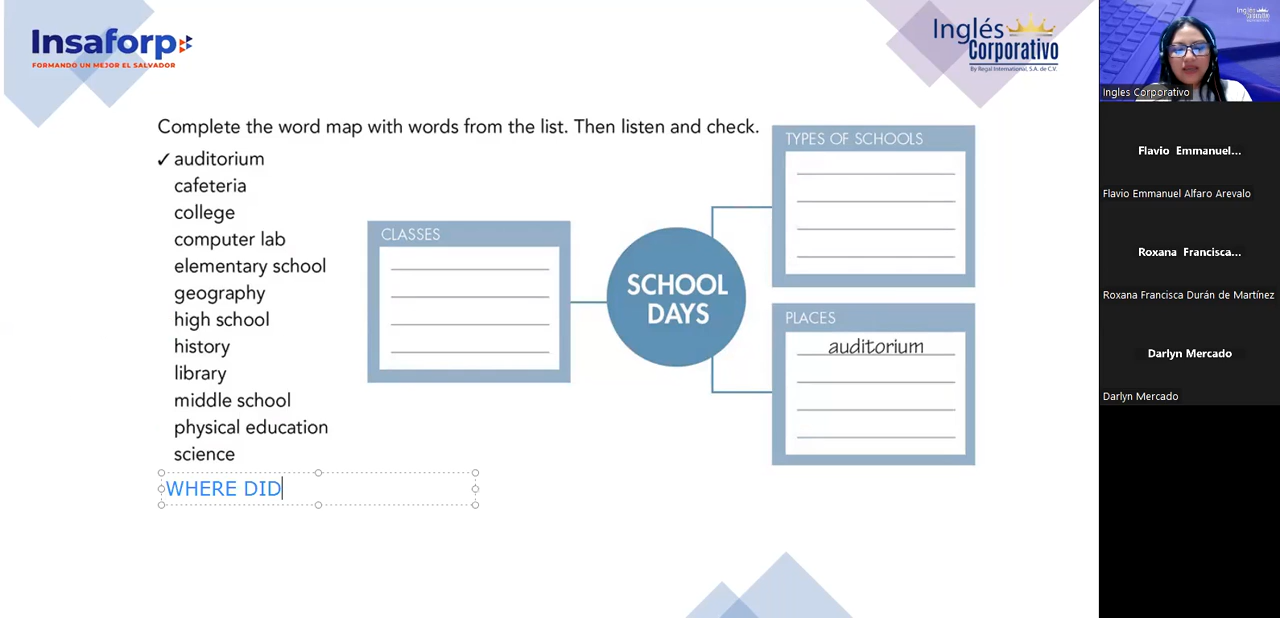 Insaforp
FORMANDO UN MEJOR EL SALVADOR
Inglés
Corporativo
By Regal International, S.A. de C.V.
Complete the word map with words from the list. Then listen and check.
✓ auditorium
cafeteria
college
computer lab
elementary school
geography
high school
history
library
middle school
physical education
science
WHERE DID
CLASSES
SCHOOL
DAYS
TYPES OF SCHOOLS
PLACES
auditorium
Inglés
Ingles Corporativo
Flavio Emmanuel...
Flavio Emmanuel Alfaro Arevalo
Roxana Francisca...
Roxana Francisca Durán de Martínez
Darlyn Mercado
Darlyn Mercado